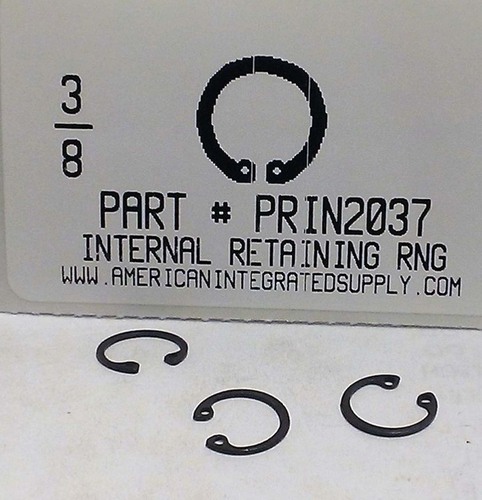 3
8
PART # PRIN2037
INTERNAL RETAINING RNG
WWW.AMERICANINTEGRATEDSUPPLY.COM